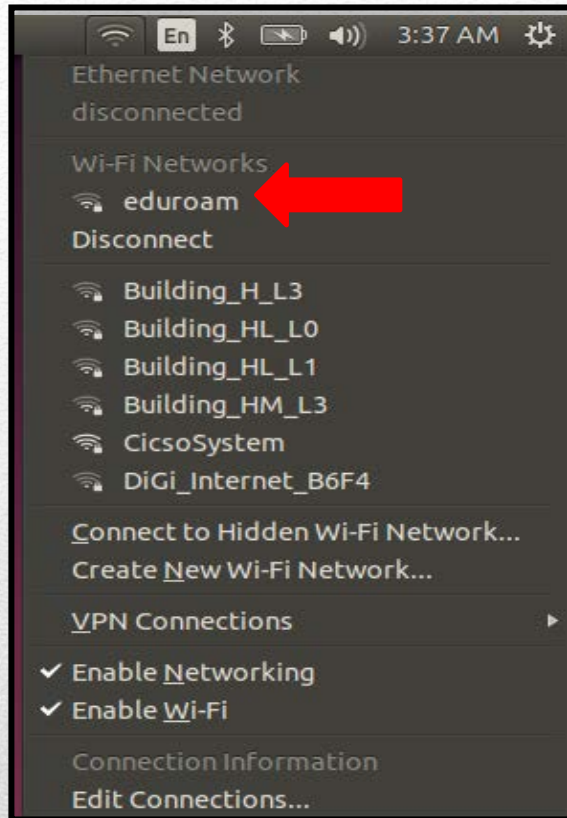 En 3:37 AM
Ethernet Network
disconnected
Wi-Fi Networks
eduroam
Disconnect
Building_H_L3
Building_HL_L0
Building_HL_L1
Building_HM_L3
CicsoSystem
DiGi_Internet_B6F4
Connect to Hidden Wi-Fi Network...
Create New Wi-Fi Network...
VPN Connections
Enable Networking
Enable Wi-Fi
Connection Information
Edit Connections...